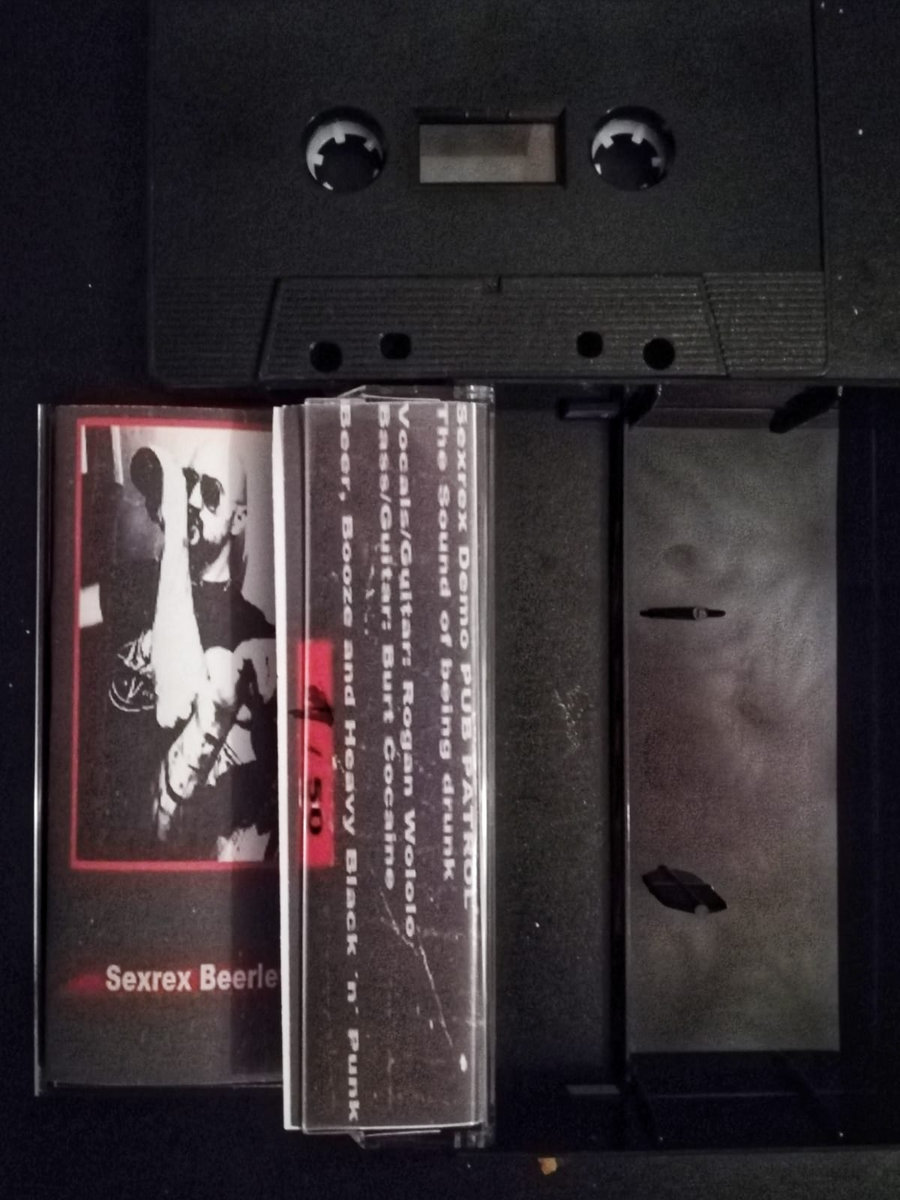 Sexrex Beerle
Sexrex Demo PUB PATROL
The Sound of being drunk
Vocals/Guitar: Rogan Wololo
Bass/Guitar: Burt Cocaine
Beer, Booze and Heavy Black 'n' Punk
/ 50